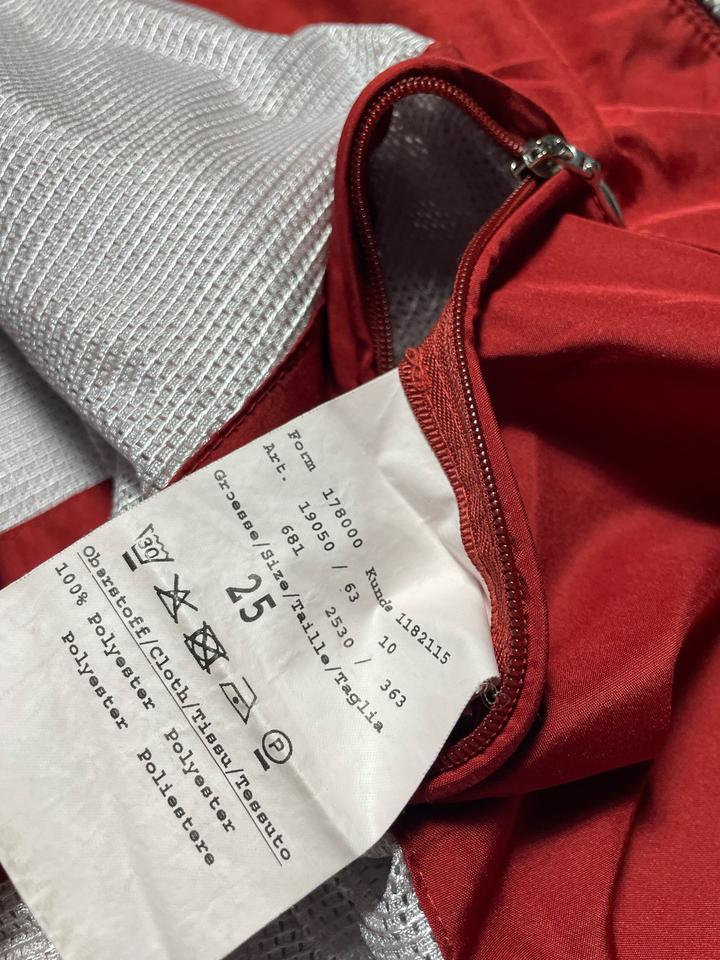 Form 178000 Kunde 1182115
Art. 19050 / 63 10
681 2530 / 363
Groesse/Size/Taille/Taglia
25
30 P
Oberstoff/Cloth/Tissu/Tessuto
100% Polyester Polyester
Polyester Poliestere